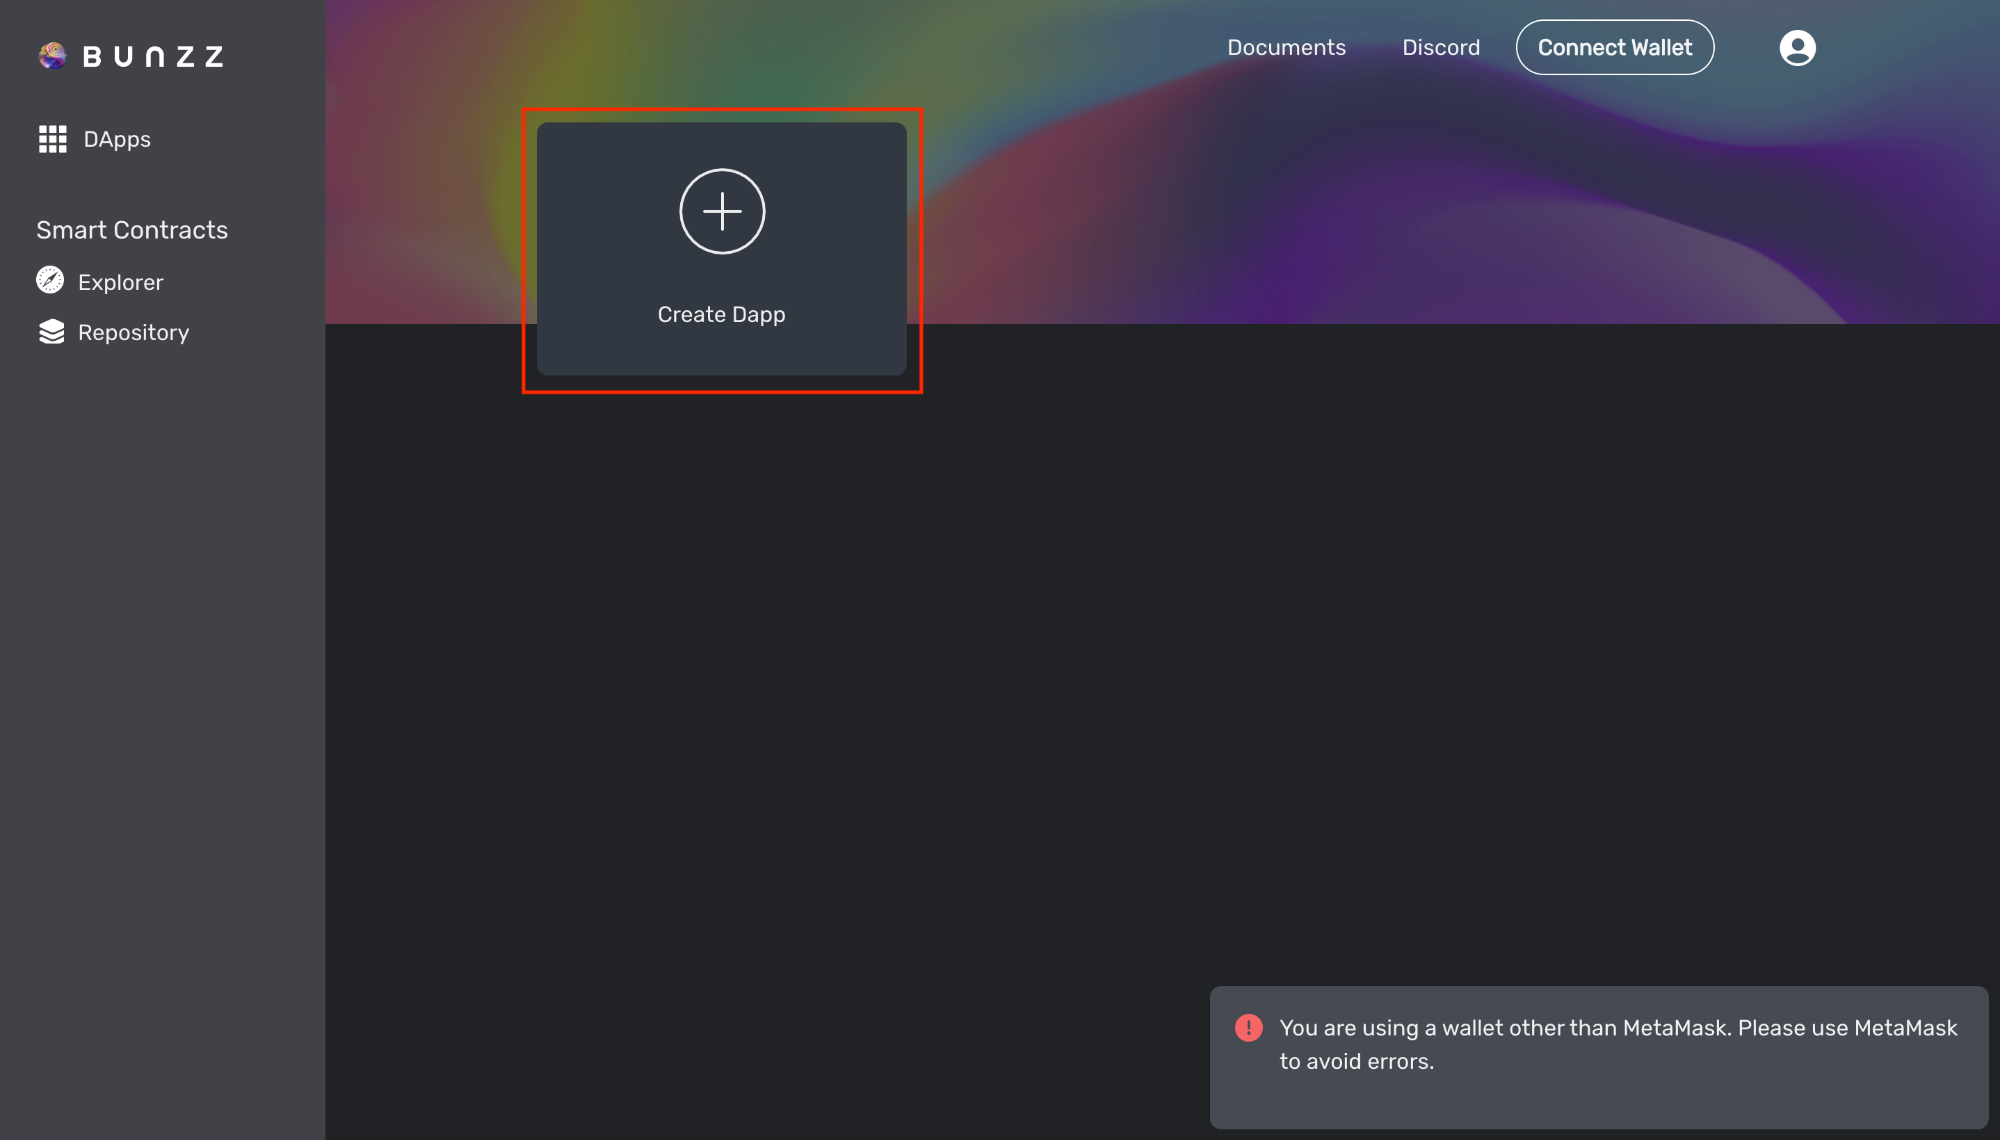 BUNZZ
DApps
Smart Contracts
Explorer
Repository
Documents
Discord
Connect Wallet
Create Dapp
You are using a wallet other than MetaMask. Please use MetaMask
to avoid errors.